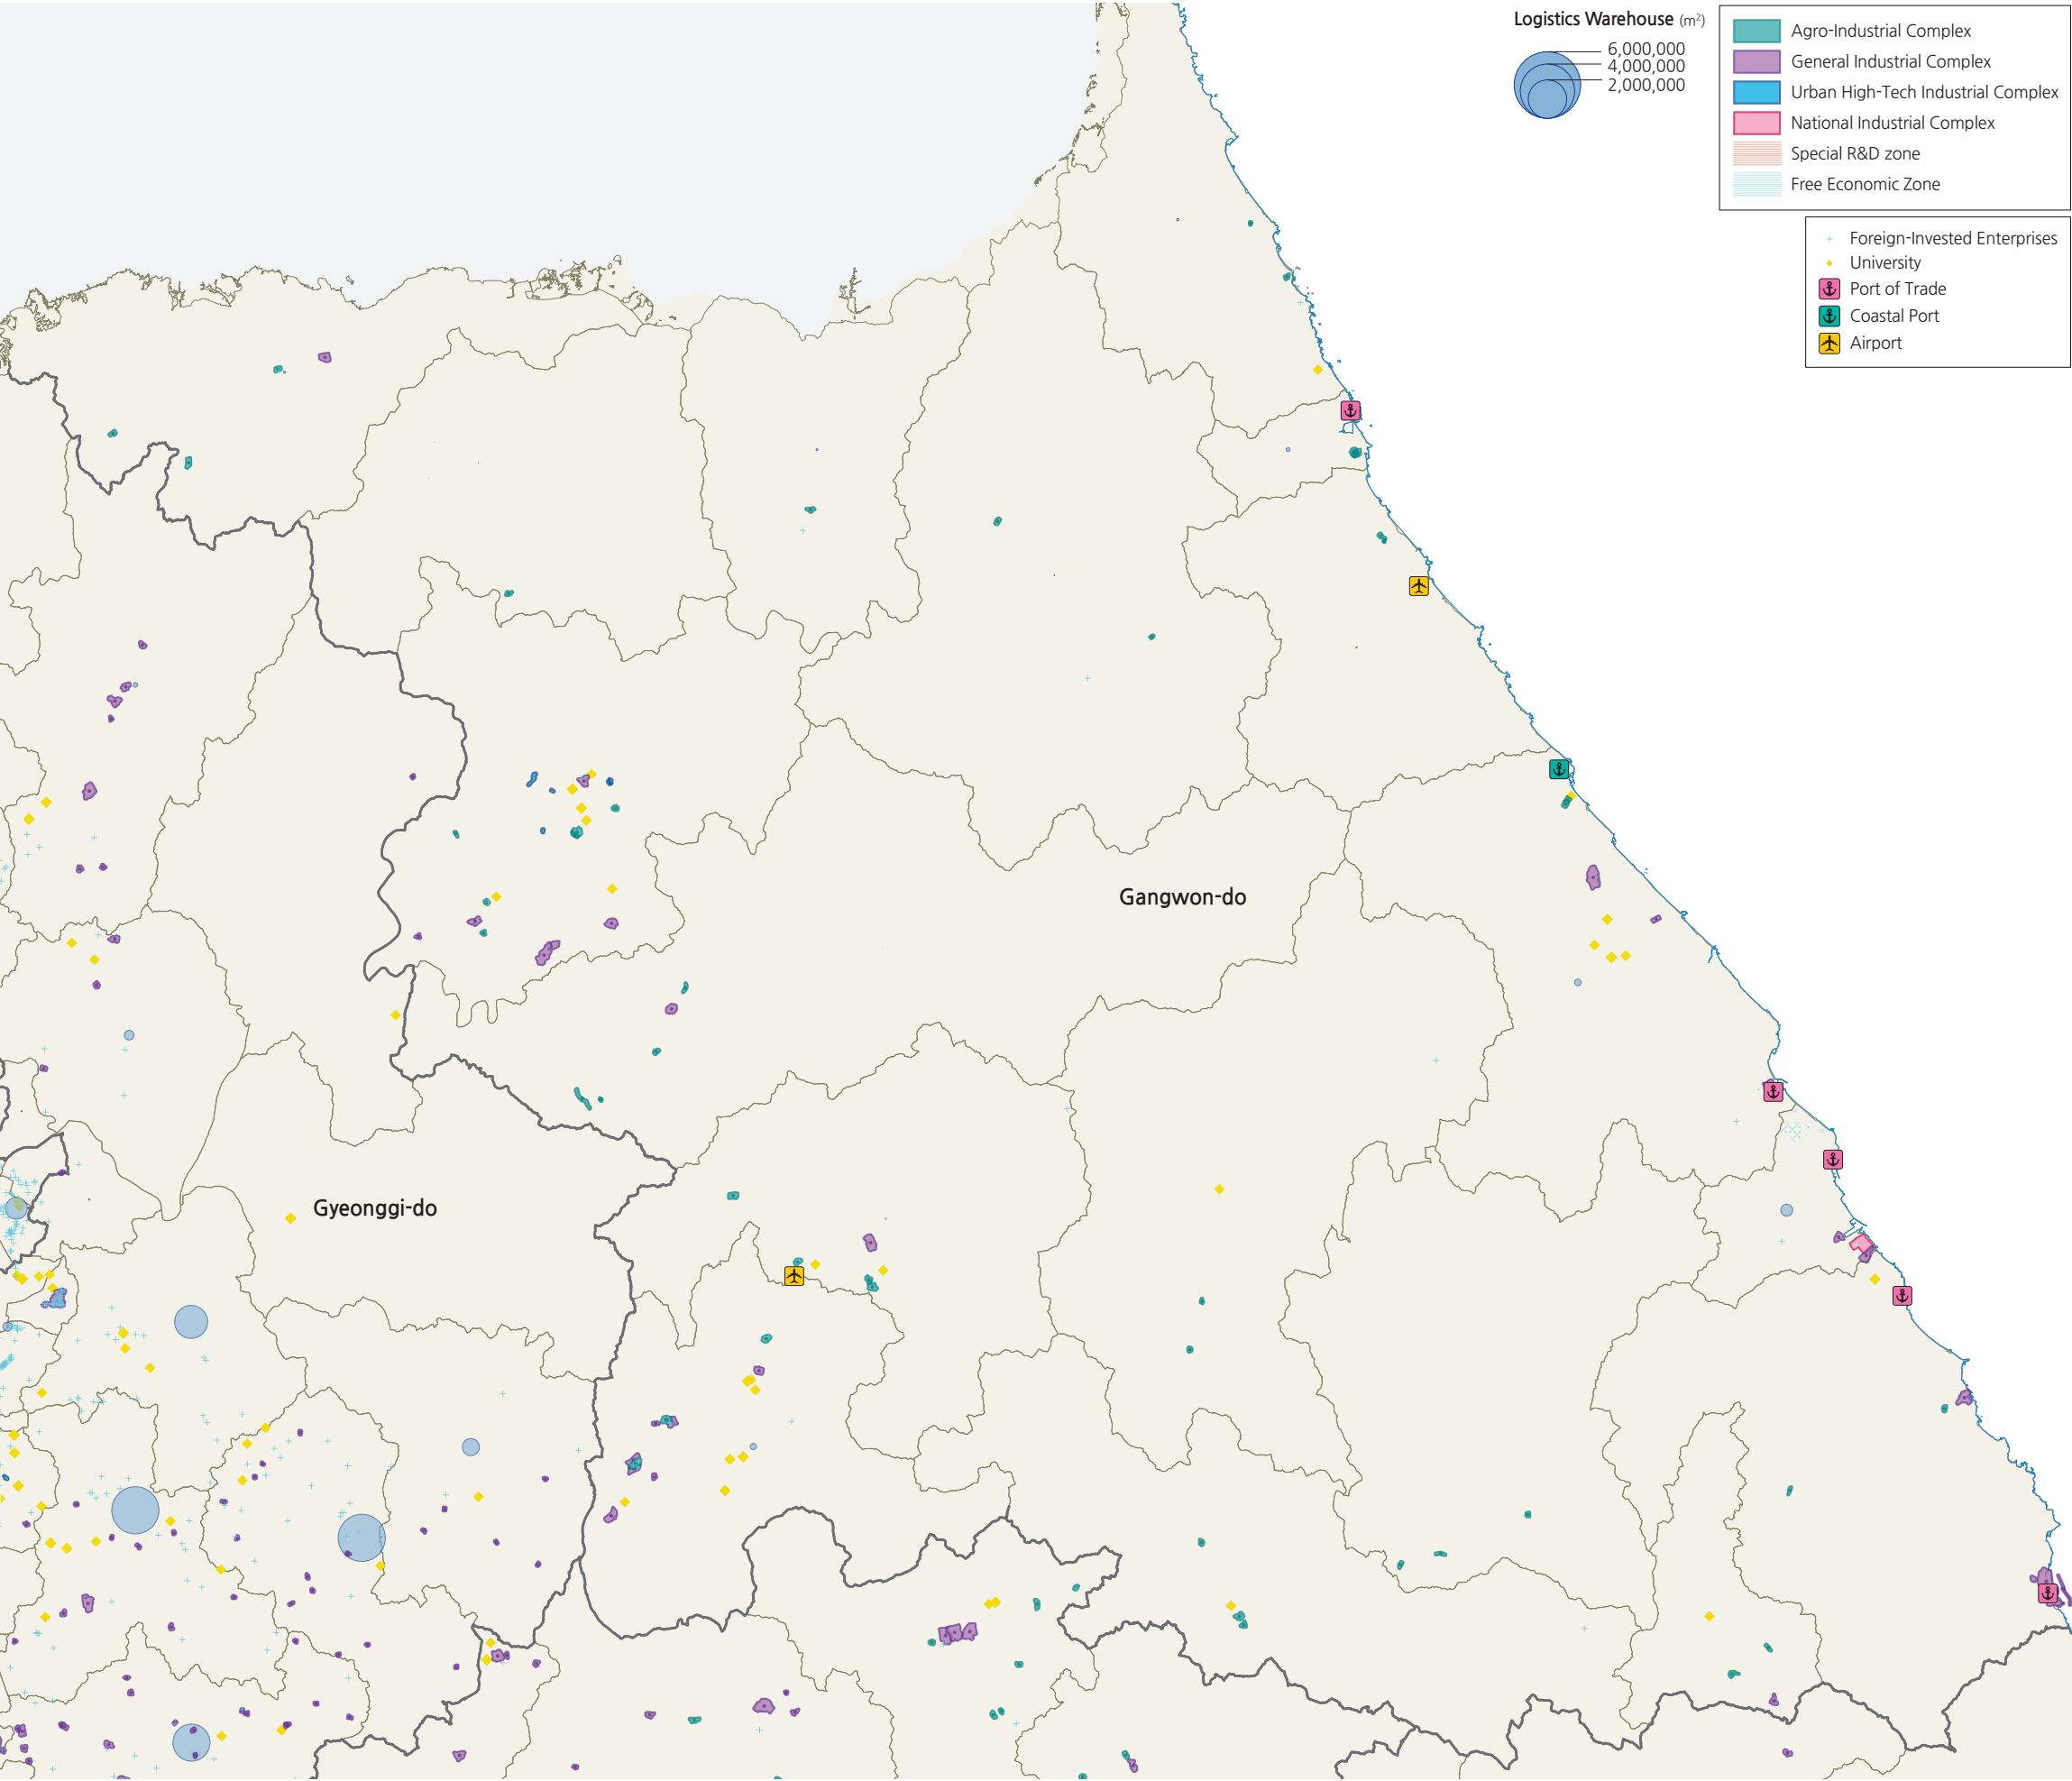 Logistics Warehouse (m²)
6,000,000
4,000,000
2,000,000
Agro-Industrial Complex
General Industrial Complex
Urban High-Tech Industrial Complex
National Industrial Complex
Special R&D zone
Free Economic Zone
Foreign-Invested Enterprises
University
Port of Trade
Coastal Port
Airport
Gangwon-do
Gyeonggi-do